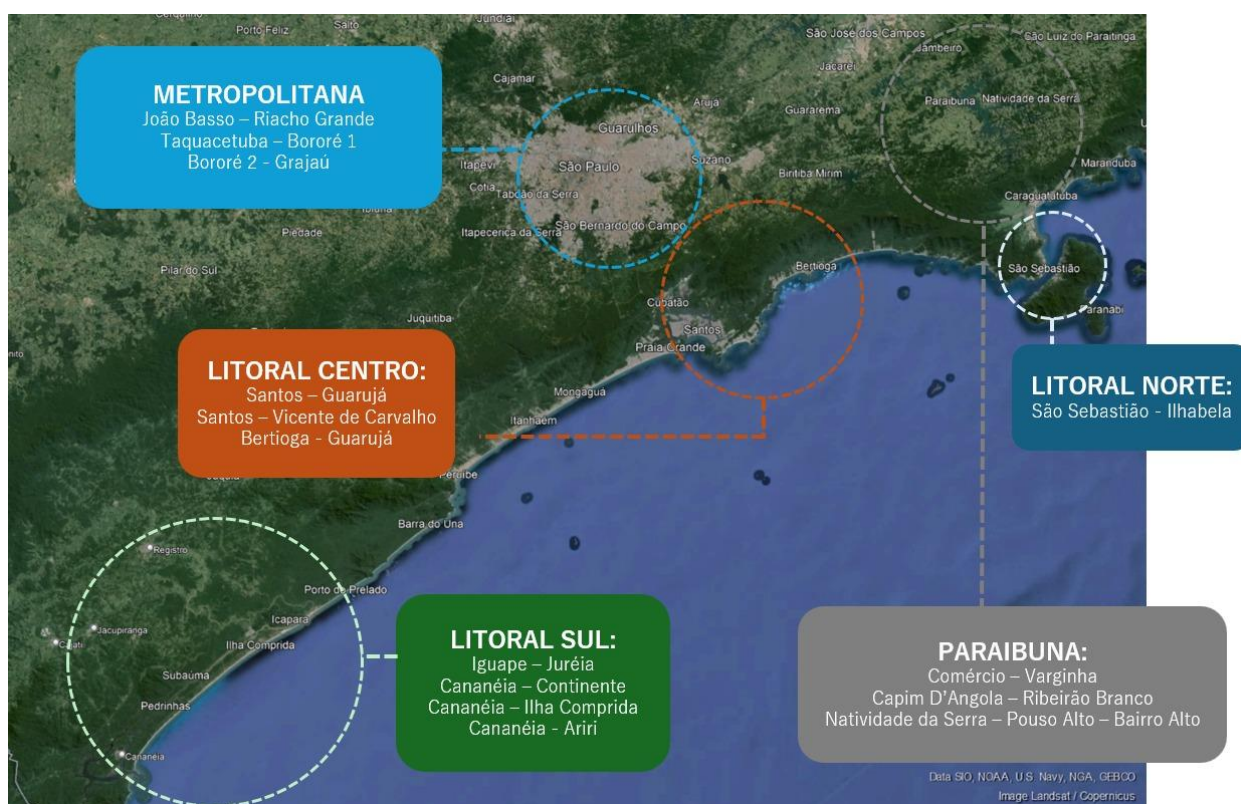 Porto Feliz
Salto
Jundiaí
São José dos Campos
São Luiz do Paraitinga
Jambeiro
Jacareí
Cajamar
METROPOLITANA
João Basso – Riacho Grande
Taquacetuba – Bororé 1
Bororé 2 - Grajaú
Arujá
Guararema
Paraibuna
Natividade da Serra
Guarulhos
Itapevi
São Paulo
Suzano
Maranduba
Biritiba Mirim
Cotia
Taboão da Serra
Caraguatatuba
Ibiúna
Piedade
Itapecerica da Serra
São Bernardo do Campo
Pilar do Sul
Bertioga
São Sebastião
Cubatão
Paranabi
Juquitiba
Santos
Praia Grande
LITORAL CENTRO:
Santos – Guarujá
Santos – Vicente de Carvalho
Bertioga - Guarujá
LITORAL NORTE:
São Sebastião - Ilhabela
Mongaguá
Itanhaém
Peruíbe
Barra do Una
Registro
Porto do Prelado
Icapara
Jacupiranga
Cajati
Ilha Comprida
Subaúma
Pedrinhas
Cananéia
LITORAL SUL:
Iguape – Juréia
Cananéia – Continente
Cananéia – Ilha Comprida
Cananéia - Ariri
PARAIBUNA:
Comércio – Varginha
Capim D'Angola – Ribeirão Branco
Natividade da Serra – Pouso Alto – Bairro Alto
Data SIO, NOAA, U.S. Navy, NGA, GEBCO
Image Landsat / Copernicus